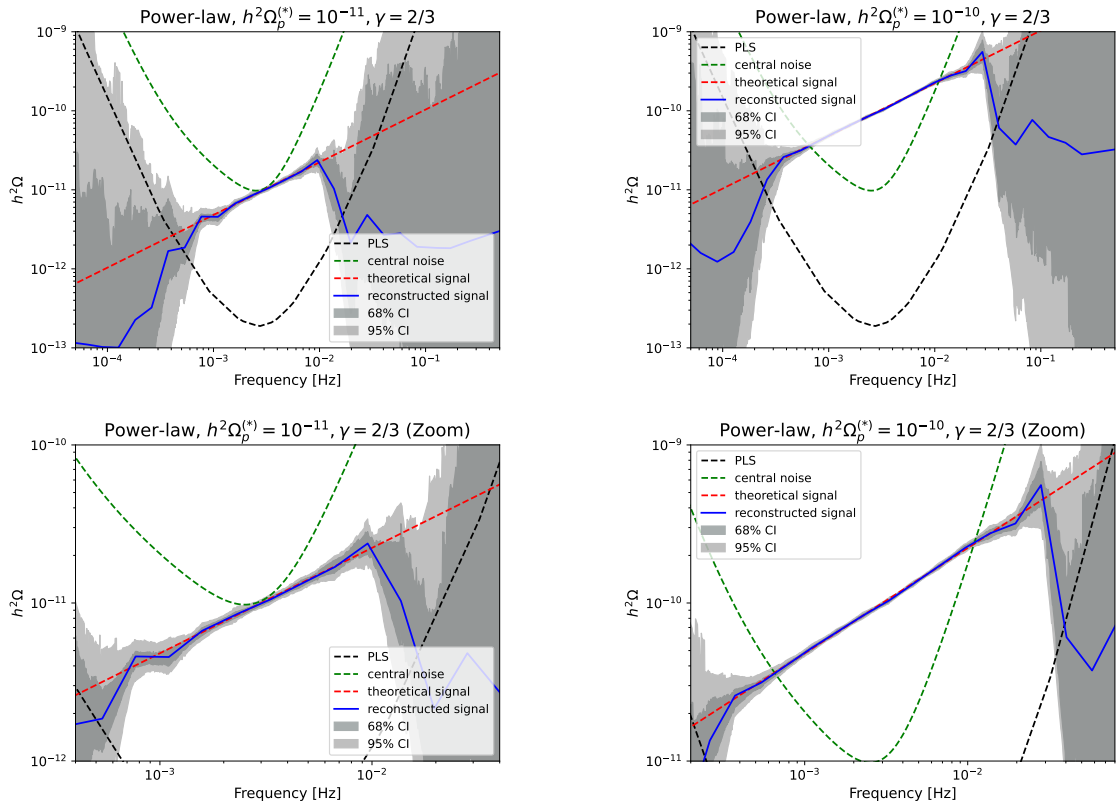 Power-law, $h^2\Omega_p^{(*)} = 10^{-11}, \gamma = 2/3$
$10^{-9}$
$10^{-10}$
$10^{-11}$
$10^{-12}$
$10^{-13}$
$h^2\Omega$
PLS
central noise
theoretical signal
reconstructed signal
68% CI
95% CI
$10^{-4}$ $10^{-3}$ $10^{-2}$ $10^{-1}$
Frequency [Hz]
Power-law, $h^2\Omega_p^{(*)} = 10^{-10}, \gamma = 2/3$
$10^{-9}$
$10^{-10}$
$10^{-11}$
$10^{-12}$
$10^{-13}$
$h^2\Omega$
PLS
central noise
theoretical signal
reconstructed signal
68% CI
95% CI
$10^{-4}$ $10^{-3}$ $10^{-2}$ $10^{-1}$
Frequency [Hz]
Power-law, $h^2\Omega_p^{(*)} = 10^{-11}, \gamma = 2/3$ (Zoom)
$10^{-10}$
$10^{-11}$
$10^{-12}$
$h^2\Omega$
PLS
central noise
theoretical signal
reconstructed signal
68% CI
95% CI
$10^{-3}$ $10^{-2}$
Frequency [Hz]
Power-law, $h^2\Omega_p^{(*)} = 10^{-10}, \gamma = 2/3$ (Zoom)
$10^{-9}$
$10^{-10}$
$10^{-11}$
$h^2\Omega$
PLS
central noise
theoretical signal
reconstructed signal
68% CI
95% CI
$10^{-3}$ $10^{-2}$
Frequency [Hz]